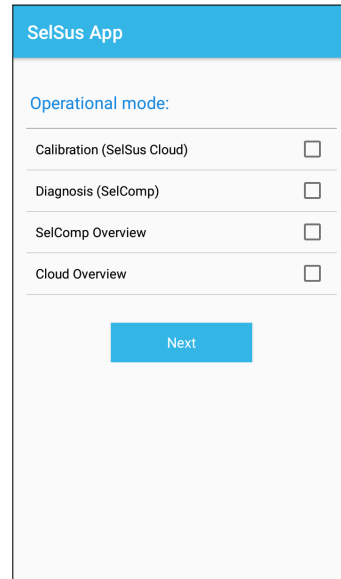 SelSus App
Operational mode:
Calibration (SelSus Cloud)
Diagnosis (SelComp)
SelComp Overview
Cloud Overview
Next